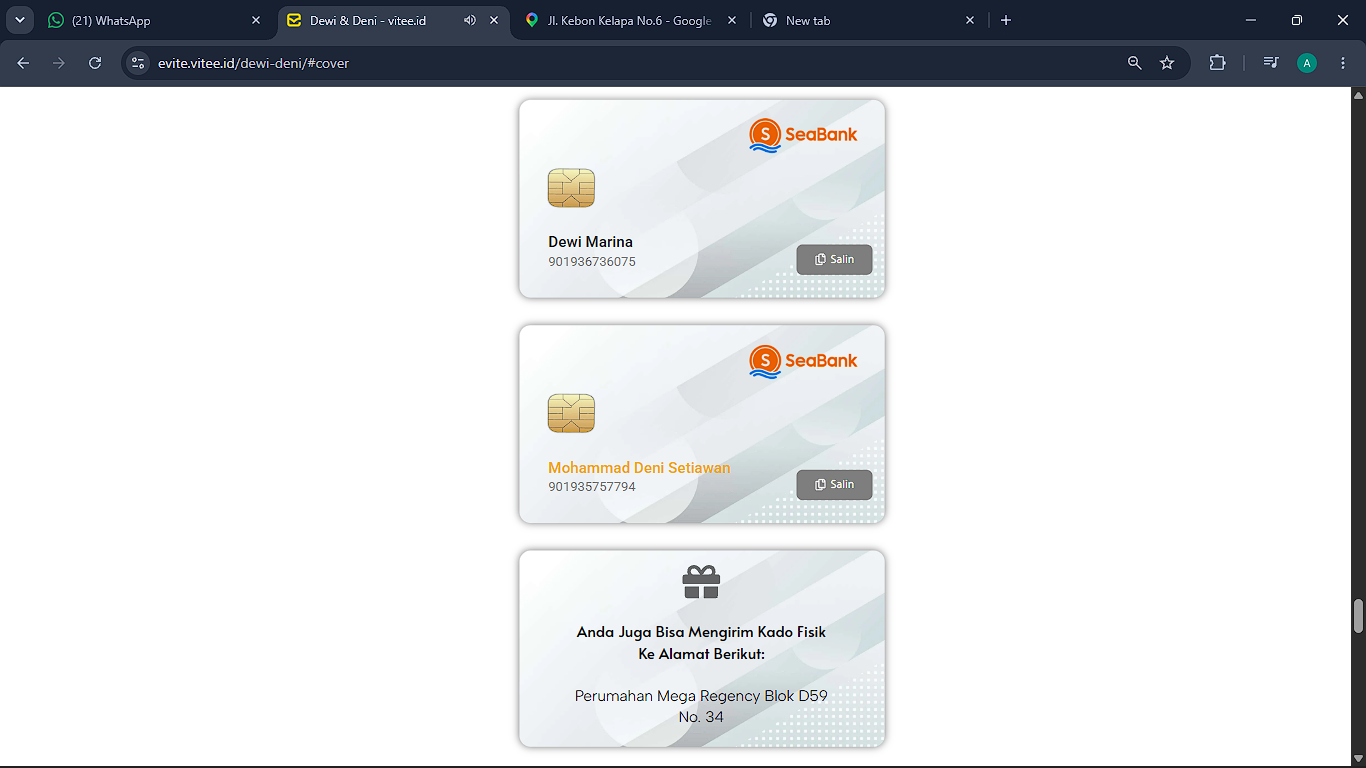 (21) WhatsApp
Dewi & Deni - vitee.id
Jl. Kebon Kelapa No.6 - Google
New tab
evite.vitee.id/dewi-deni/#cover
A
S SeaBank
Dewi Marina
901936736075
Salin
S SeaBank
Mohammad Deni Setiawan
901935757794
Salin
Anda Juga Bisa Mengirim Kado Fisik
Ke Alamat Berikut:
Perumahan Mega Regency Blok D59
No. 34